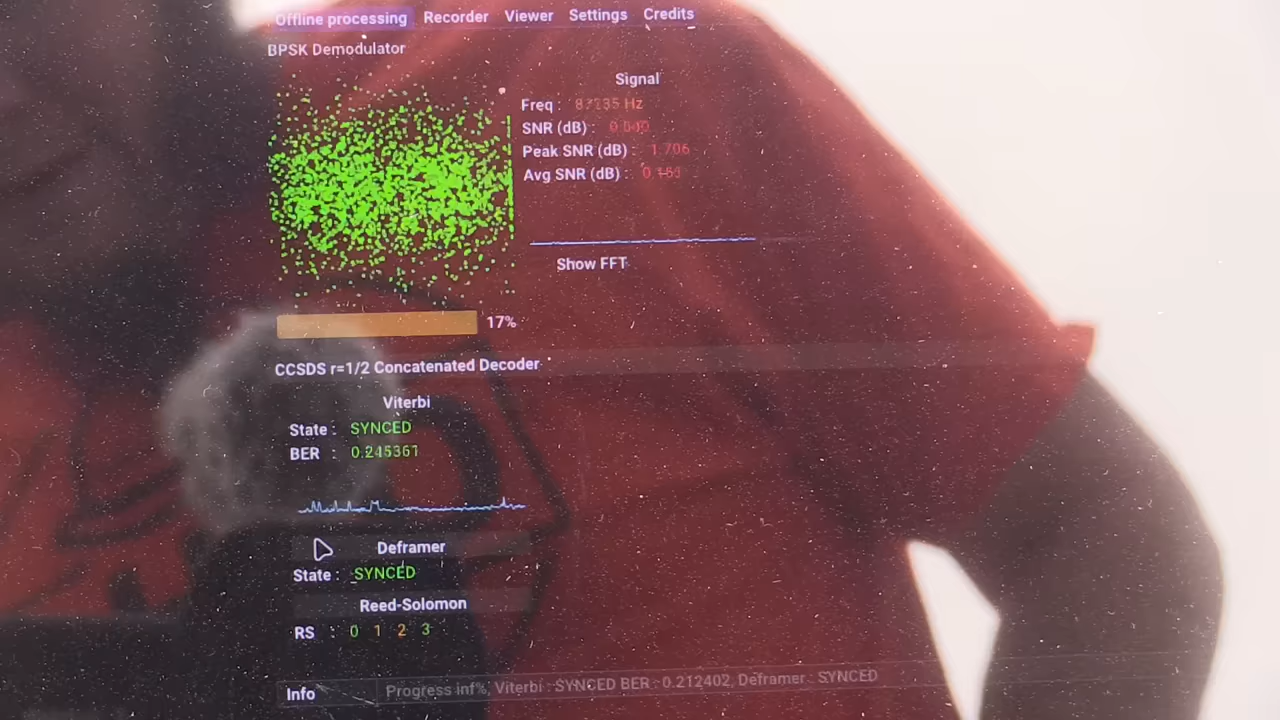 Offline processing Recorder Viewer Settings Credits
BPSK Demodulator
Signal
Freq : Hz
SNR (dB) :
Peak SNR (dB) : 1.706
Avg SNR (dB) :
Show FFT
17%
CCSDS r=1/2 Concatenated Decoder
Viterbi
State : SYNCED
BER : 0.245361
Deframer
State : SYNCED
Reed-Solomon
RS : 0 1 2 3
Info Progress inf%, Viterbi : SYNCED BER : 0.212402, Deframer : SYNCED